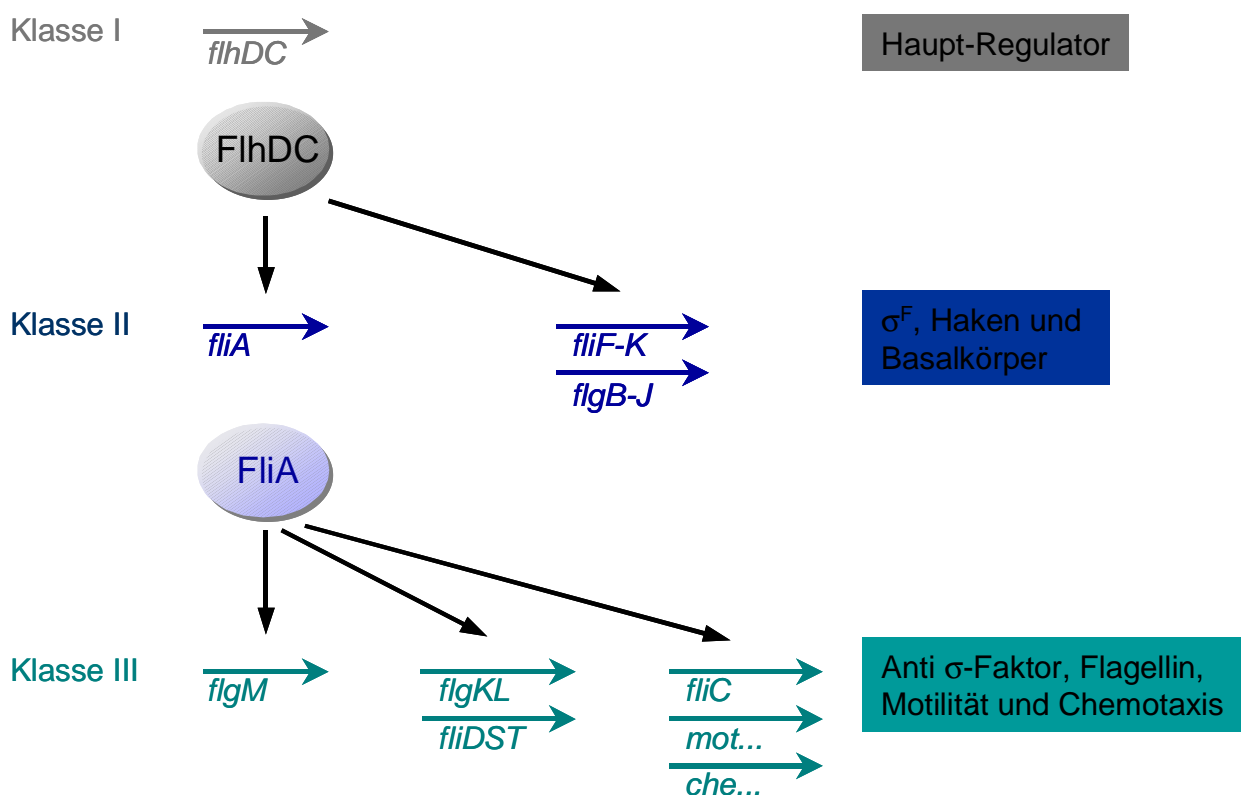 Klasse I
flhDC
Haupt-Regulator
FlhDC
Klasse II
fliA
fliF-K
flgB-J
σF, Haken und
Basalkörper
FliA
Klasse III
flgM
flgKL
fliDST
fliC
mot...
che...
Anti σ-Faktor, Flagellin,
Motilität und Chemotaxis